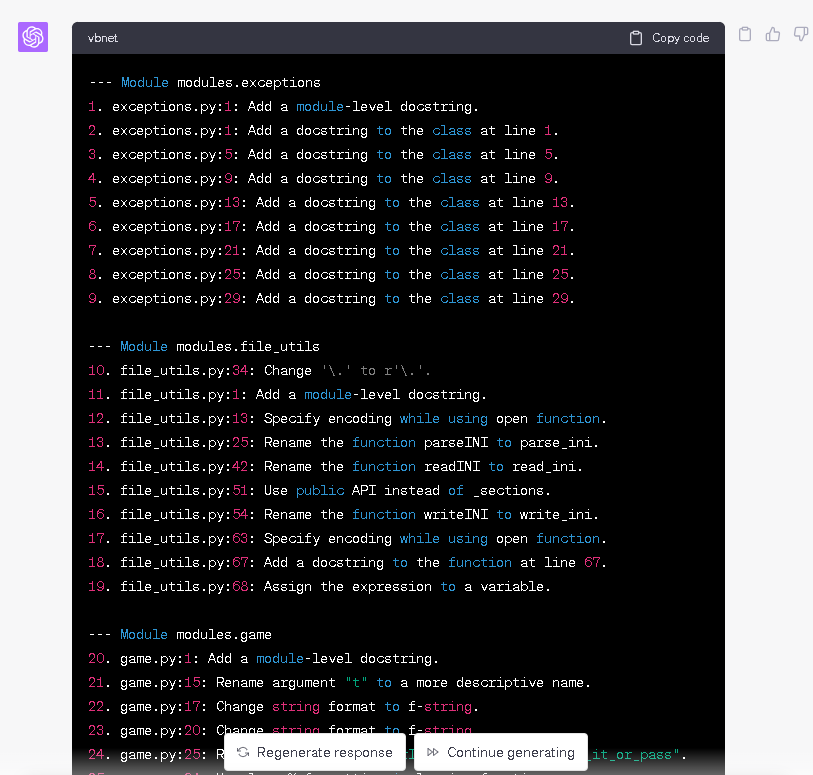 vbnet
Copy code
--- Module modules.exceptions
1. exceptions.py:1: Add a module-level docstring.
2. exceptions.py:1: Add a docstring to the class at line 1.
3. exceptions.py:5: Add a docstring to the class at line 5.
4. exceptions.py:9: Add a docstring to the class at line 9.
5. exceptions.py:13: Add a docstring to the class at line 13.
6. exceptions.py:17: Add a docstring to the class at line 17.
7. exceptions.py:21: Add a docstring to the class at line 21.
8. exceptions.py:25: Add a docstring to the class at line 25.
9. exceptions.py:29: Add a docstring to the class at line 29.
--- Module modules.file_utils
10. file_utils.py:34: Change '\.' to r'\.'.
11. file_utils.py:1: Add a module-level docstring.
12. file_utils.py:13: Specify encoding while using open function.
13. file_utils.py:25: Rename the function parseINI to parse_ini.
14. file_utils.py:42: Rename the function readINI to read_ini.
15. file_utils.py:51: Use public API instead of _sections.
16. file_utils.py:54: Rename the function writeINI to write_ini.
17. file_utils.py:63: Specify encoding while using open function.
18. file_utils.py:67: Add a docstring to the function at line 67.
19. file_utils.py:68: Assign the expression to a variable.
--- Module modules.game
20. game.py:1: Add a module-level docstring.
21. game.py:15: Rename argument "t" to a more descriptive name.
22. game.py:17: Change string format to f-string.
23. game.py:20: Change string format to f-string.
24. game.py:25: _it_or_pass".
Regenerate response
Continue generating